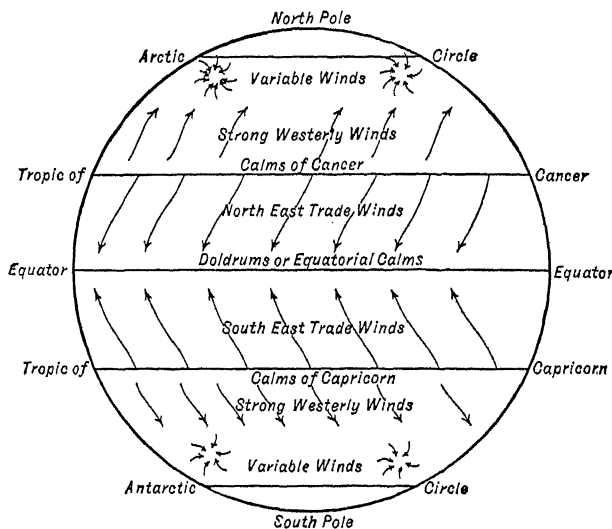 North Pole
Arctic Circle
Variable Winds
Strong Westerly Winds
Tropic of Calms of Cancer Cancer
North East Trade Winds
Doldrums or Equatorial Calms
Equator Equator
South East Trade Winds
Tropic of Capricorn
Calms of Capricorn
Strong Westerly Winds
Variable Winds
Antarctic Circle
South Pole